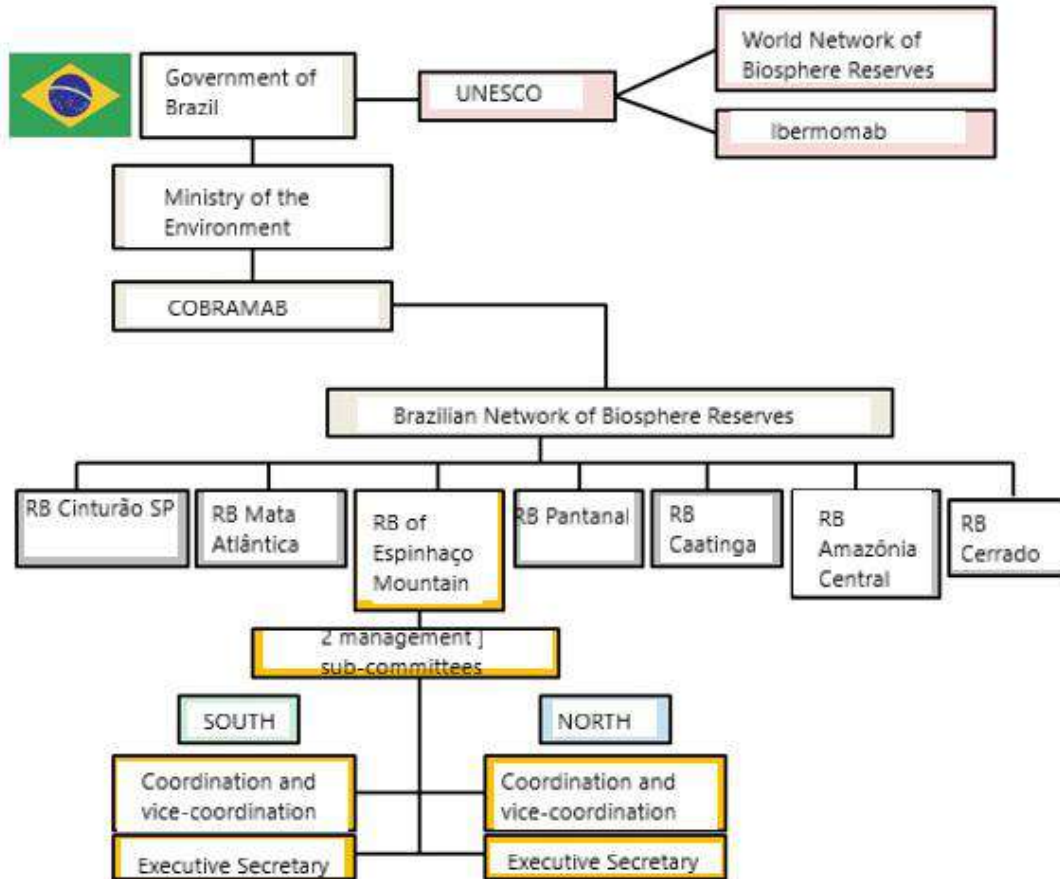 Government of
Brazil
UNESCO
World Network of
Biosphere Reserves
Ibermomab
Ministry of the
Environment
COBRAMAB
Brazilian Network of Biosphere Reserves
RB Cinturão SP
RB Mata
Atlântica
RB of
Espinhaço
Mountain
RB Pantanal
RB
Caatinga
RB
Amazônia
Central
RB
Cerrado
2 management
sub-committees
SOUTH
NORTH
Coordination and
vice-coordination
Coordination and
vice-coordination
Executive Secretary
Executive Secretary